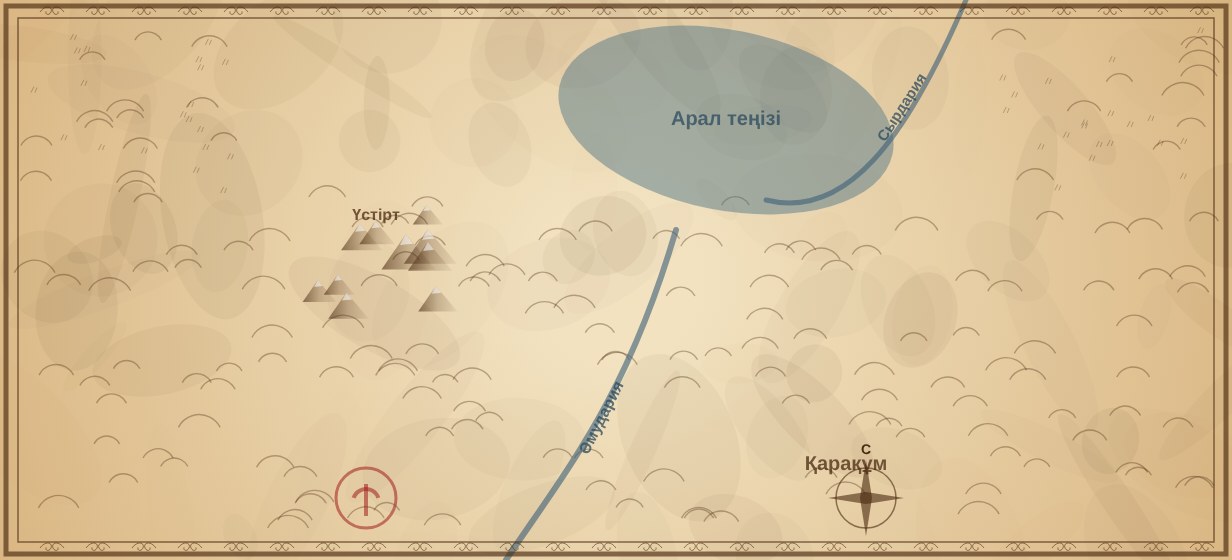 Арал теңізі
Сырдария
Үстірт
Әмудария
С
Қарақұм